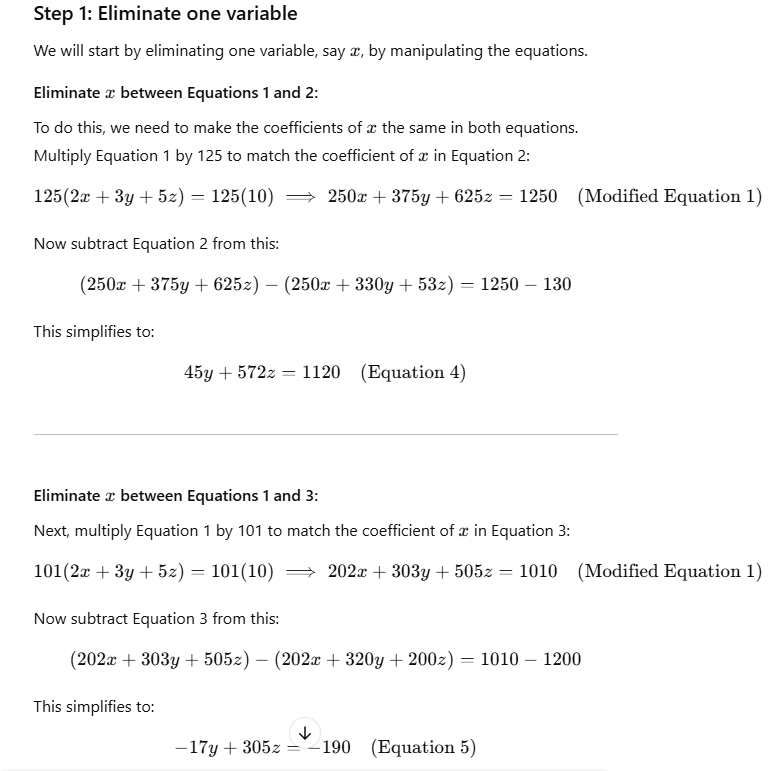 Step 1: Eliminate one variable
We will start by eliminating one variable, say x, by manipulating the equations.
Eliminate x between Equations 1 and 2:
To do this, we need to make the coefficients of x the same in both equations.
Multiply Equation 1 by 125 to match the coefficient of x in Equation 2:
125(2x + 3y + 5z) = 125(10) ⟹ 250x + 375y + 625z = 1250 (Modified Equation 1)
Now subtract Equation 2 from this:
(250x + 375y + 625z) − (250x + 330y + 53z) = 1250 − 130
This simplifies to:
45y + 572z = 1120 (Equation 4)
Eliminate x between Equations 1 and 3:
Next, multiply Equation 1 by 101 to match the coefficient of x in Equation 3:
101(2x + 3y + 5z) = 101(10) ⟹ 202x + 303y + 505z = 1010 (Modified Equation 1)
Now subtract Equation 3 from this:
(202x + 303y + 505z) − (202x + 320y + 200z) = 1010 − 1200
This simplifies to:
−17y + 305z = −190 (Equation 5)